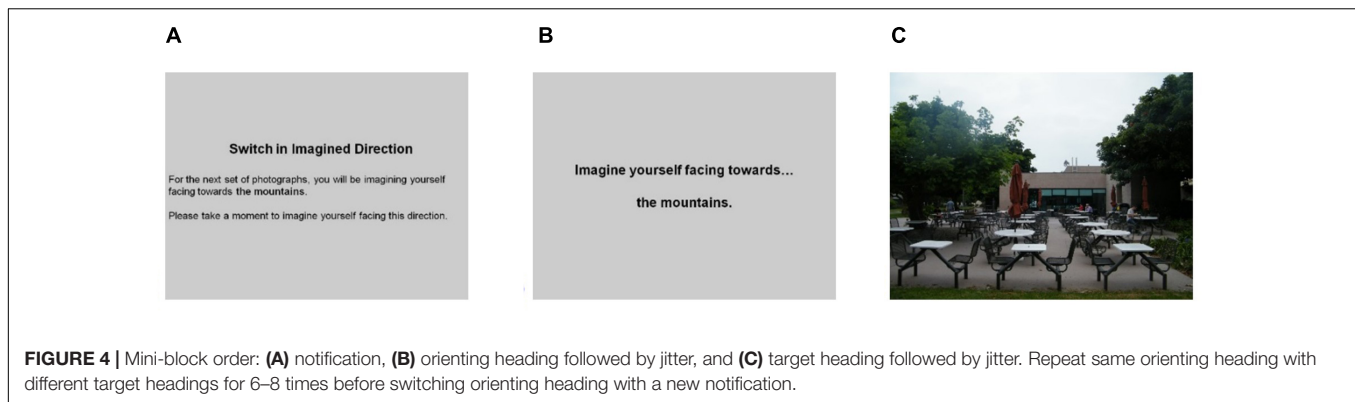 A
B
C
Switch in Imagined Direction
For the next set of photographs, you will be imagining yourself
facing towards the mountains.
Please take a moment to imagine yourself facing this direction.
Imagine yourself facing towards...
the mountains.
FIGURE 4 | Mini-block order: (A) notification, (B) orienting heading followed by jitter, and (C) target heading followed by jitter. Repeat same orienting heading with
different target headings for 6–8 times before switching orienting heading with a new notification.